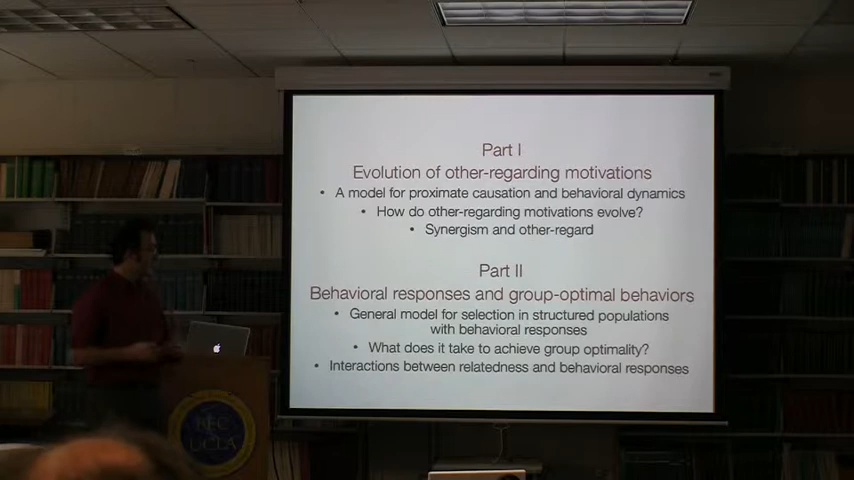 Part I
Evolution of other-regarding motivations
• A model for proximate causation and behavioral dynamics
• How do other-regarding motivations evolve?
• Synergism and other-regard
Part II
Behavioral responses and group-optimal behaviors
• General model for selection in structured populations
with behavioral responses
• What does it take to achieve group optimality?
• Interactions between relatedness and behavioral responses
BEC
UCLA